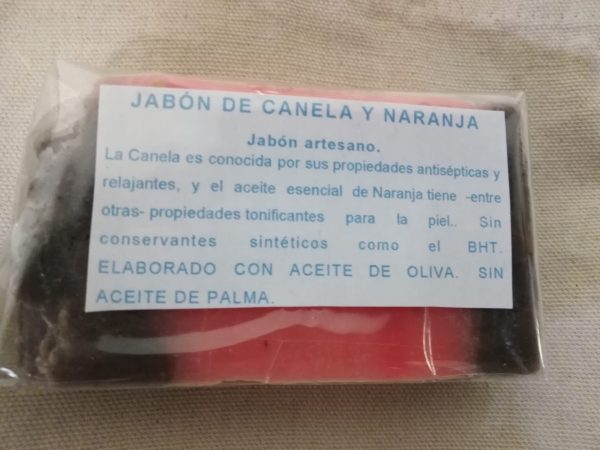 JABÓN DE CANELA Y NARANJA
Jabón artesano.
La Canela es conocida por sus propiedades antisépticas y
relajantes, y el aceite esencial de Naranja tiene -entre
otras- propiedades tonificantes para la piel.. Sin
conservantes sintéticos como el BHT.
ELABORADO CON ACEITE DE OLIVA. SIN
ACEITE DE PALMA.